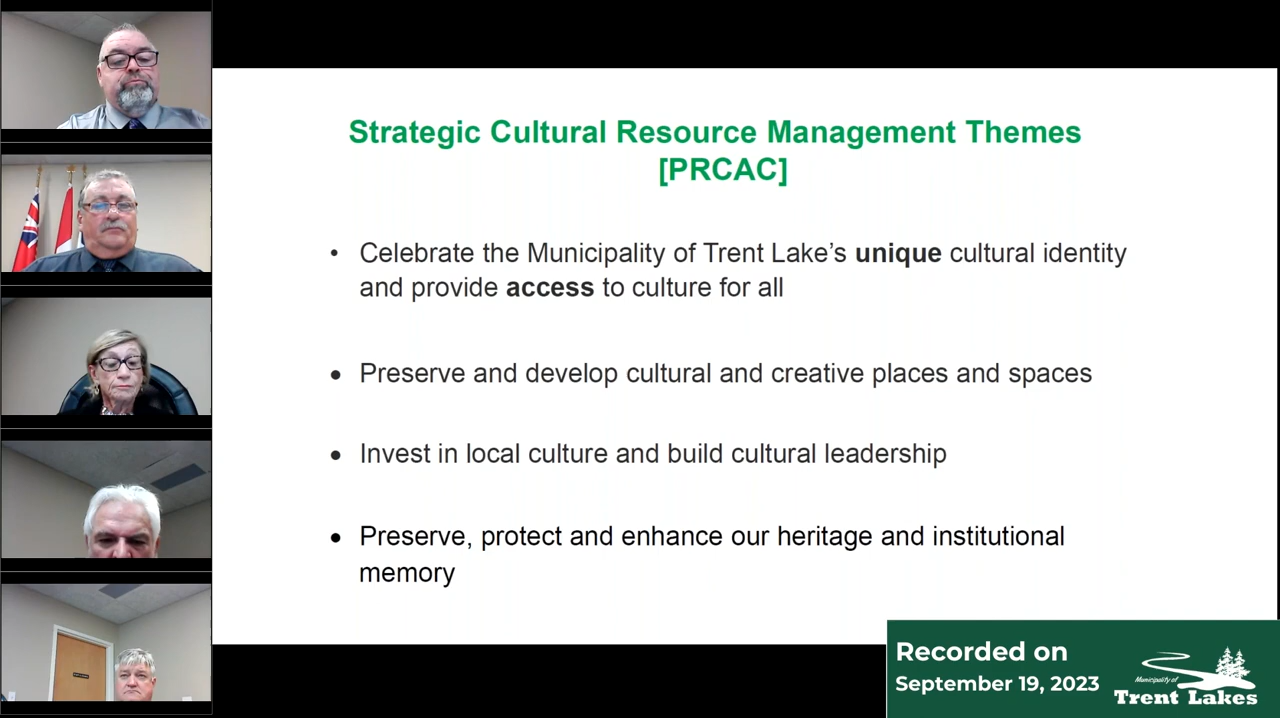 Strategic Cultural Resource Management Themes
[PRCAC]
• Celebrate the Municipality of Trent Lake’s unique cultural identity
and provide access to culture for all
• Preserve and develop cultural and creative places and spaces
• Invest in local culture and build cultural leadership
• Preserve, protect and enhance our heritage and institutional
memory
Recorded on
September 19, 2023
Municipality of
Trent Lakes